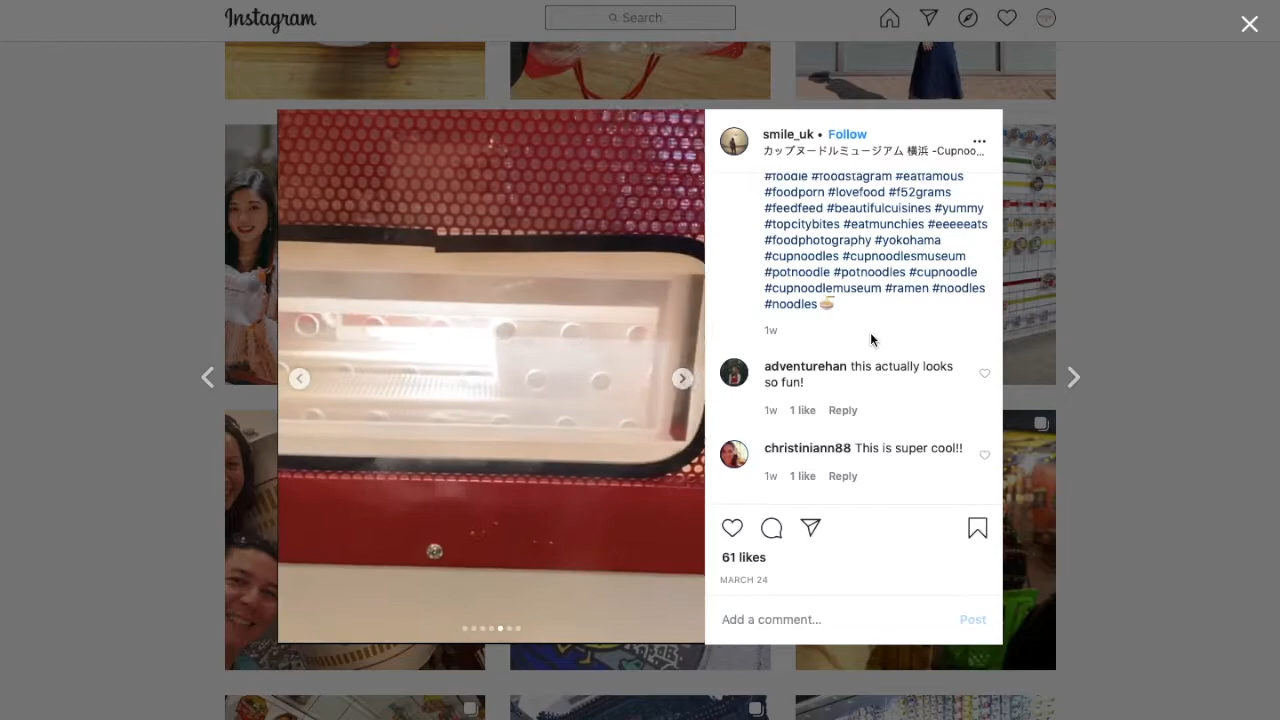 Instagram
Search
smile_uk • Follow
カップヌードルミュージアム 横浜 -Cupnoo...
#foodie #foodstagram #eatfamous
#foodporn #lovefood #f52grams
#feedfeed #beautifulcuisines #yummy
#topcitybites #eatmunchies #eeeeeats
#foodphotography #yokohama
#cupnoodles #cupnoodlesmuseum
#potnoodle #potnoodles #cupnoodle
#cupnoodlemuseum #ramen #noodles
#noodles🍜
1w
adventurehan this actually looks
so fun!
1w 1 like Reply
christiniann88 This is super cool!!
1w 1 like Reply
61 likes
MARCH 24
Add a comment... Post